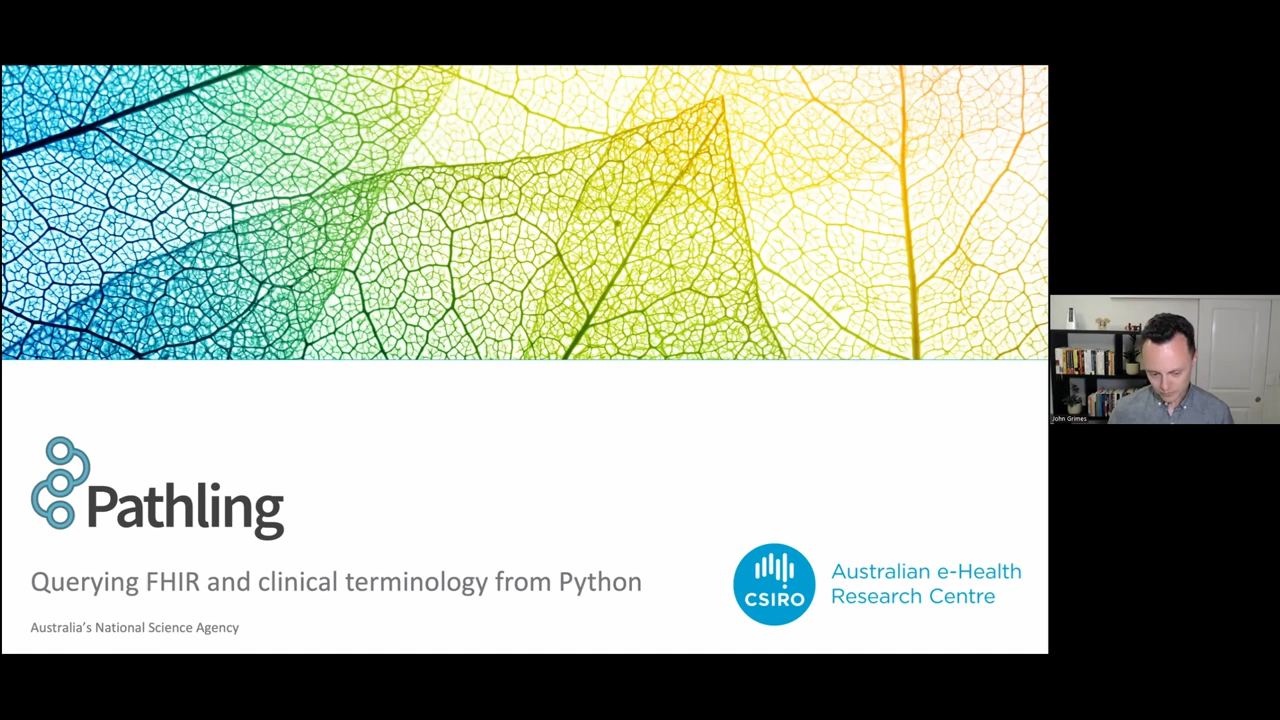 Pathling
Querying FHIR and clinical terminology from Python
Australia's National Science Agency
CSIRO
Australian e-Health
Research Centre
John Grimes